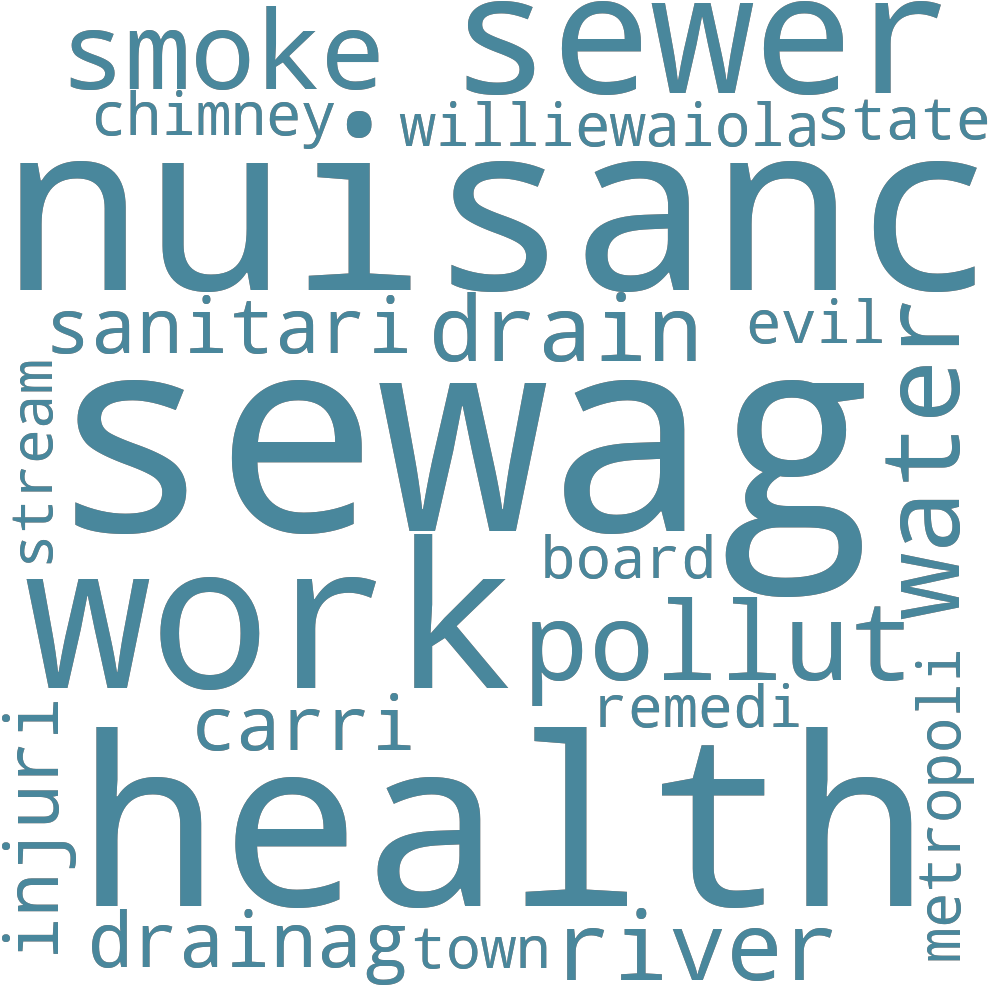 smoke
sewer
chimney
williewaiola
state
nuisanc
sanitari
drain
evil
stream
sewag
water
work
board
pollut
carri
remedi
injuri
health
metropoli
drainag
town
river